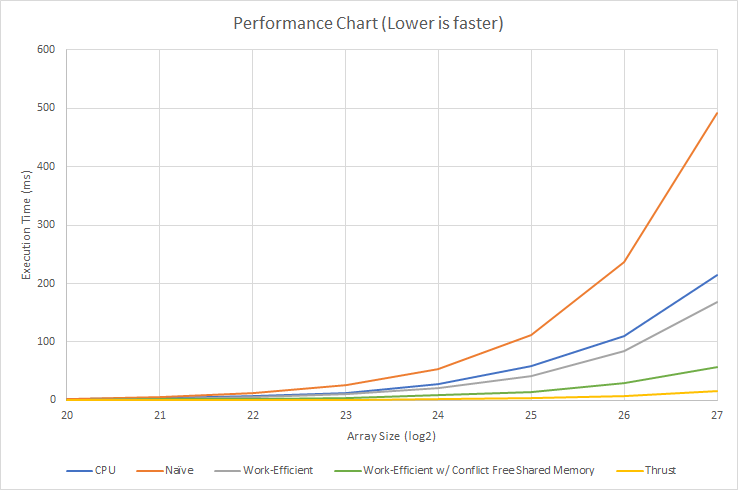 Performance Chart (Lower is faster)
600
500
400
300
200
100
0
Execution Time (ms)
20 21 22 23 24 25 26 27
Array Size (log2)
CPU Naïve Work-Efficient Work-Efficient w/ Conflict Free Shared Memory Thrust